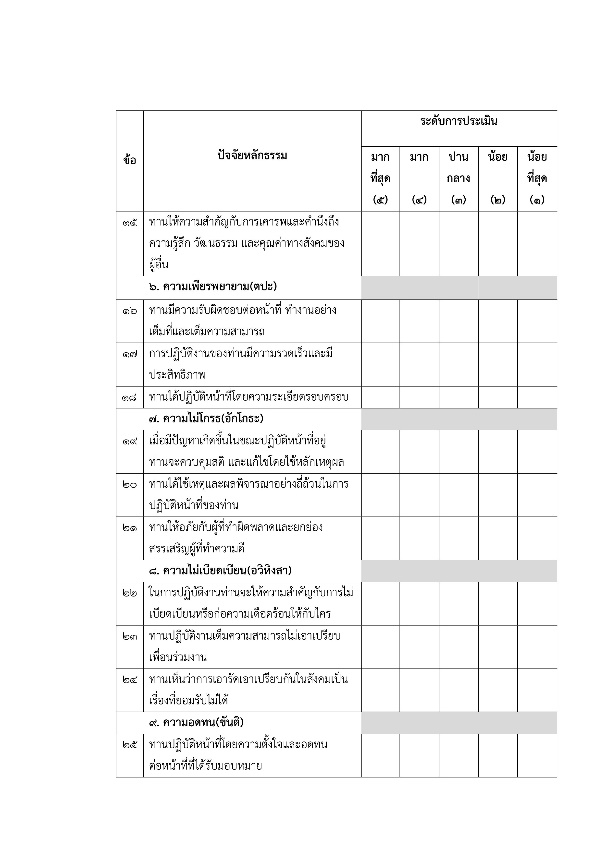 ระดับการประเมิน
ข้อ ปัจจัยหลักธรรม มากที่สุด (๕) มาก (๔) ปานกลาง (๓) น้อย (๒) น้อยที่สุด (๑)
๑๕ ท่านให้ความสำคัญกับการเคารพและคำนึงถึง
ความรู้สึก วัฒนธรรม และคุณค่าทางสังคมของ
ผู้อื่น
๖. ความเพียรพยายาม(ตปะ)
๑๖ ท่านมีความรับผิดชอบต่อหน้าที่ ทำงานอย่าง
เต็มที่และเต็มความสามารถ
๑๗ การปฏิบัติงานของท่านมีความรวดเร็วและมี
ประสิทธิภาพ
๑๘ ท่านได้ปฏิบัติหน้าที่โดยความระเอียดรอบครอบ
๗. ความไม่โกรธ(อักโกธะ)
๑๙ เมื่อมีปัญหาเกิดขึ้นในขณะปฏิบัติหน้าที่อยู่
ท่านจะควบคุมสติ และแก้ไขโดยใช้หลักเหตุผล
๒๐ ท่านได้ใช้เหตุและผลพิจารณาอย่างถี่ถ้วนในการ
ปฏิบัติหน้าที่ของท่าน
๒๑ ท่านให้อภัยกับผู้ที่ทำผิดพลาดและยกย่อง
สรรเสริญผู้ที่ทำความดี
๘. ความไม่เบียดเบียน(อวิหิงสา)
๒๒ ในการปฏิบัติงานท่านจะให้ความสำคัญกับการไม่
เบียดเบียนหรือก่อความเดือดร้อนให้กับใคร
๒๓ ท่านปฏิบัติงานเต็มความสามารถไม่เอาเปรียบ
เพื่อนร่วมงาน
๒๔ ท่านเห็นว่าการเอารัดเอาเปรียบกันในสังคมเป็น
เรื่องที่ยอมรับไม่ได้
๙. ความอดทน(ขันติ)
๒๕ ท่านปฏิบัติหน้าที่โดยความตั้งใจและอดทน
ต่อหน้าที่ที่ได้รับมอบหมาย